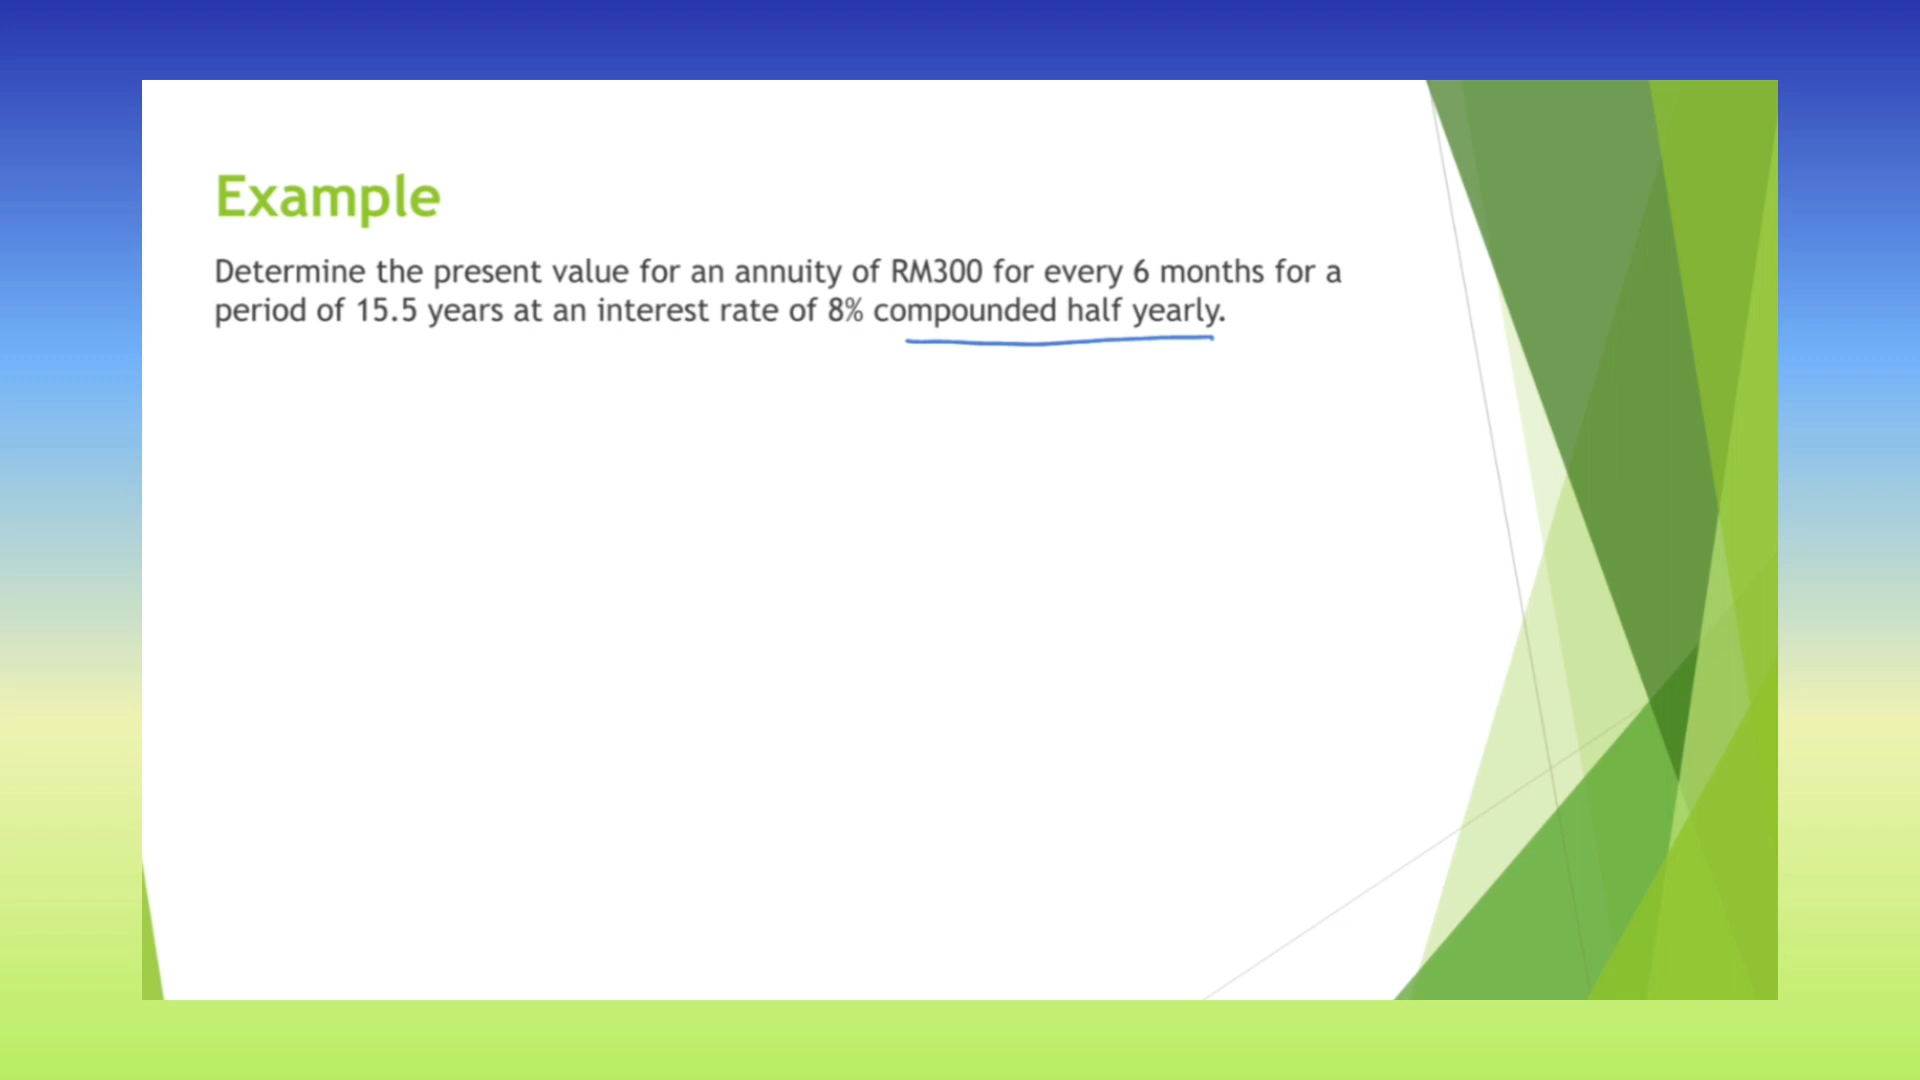 Example
Determine the present value for an annuity of RM300 for every 6 months for a
period of 15.5 years at an interest rate of 8% compounded half yearly.